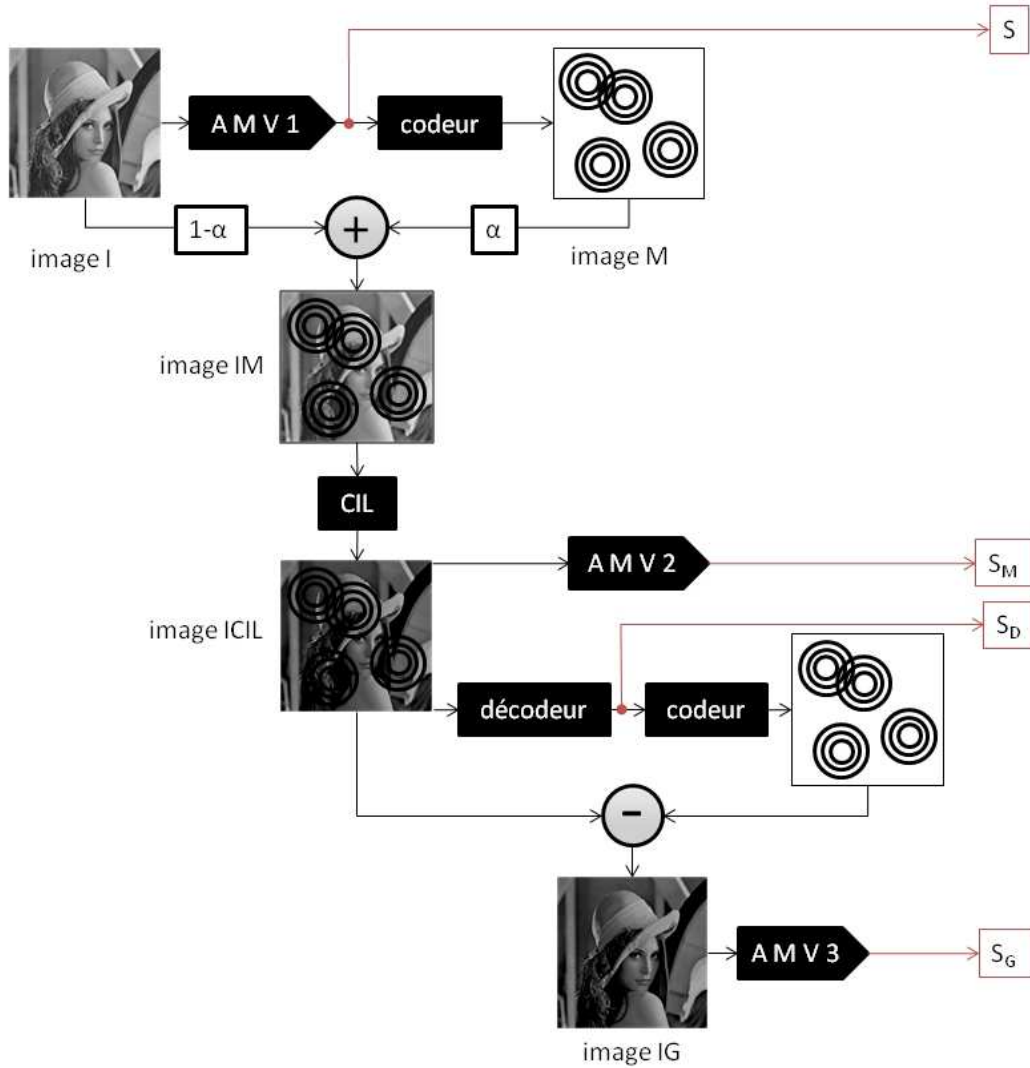 S
A M V 1
codeur
1-α
+
α
image I
image M
image IM
CIL
A M V 2
S_M
image ICIL
S_D
décodeur
codeur
-
A M V 3
S_G
image IG